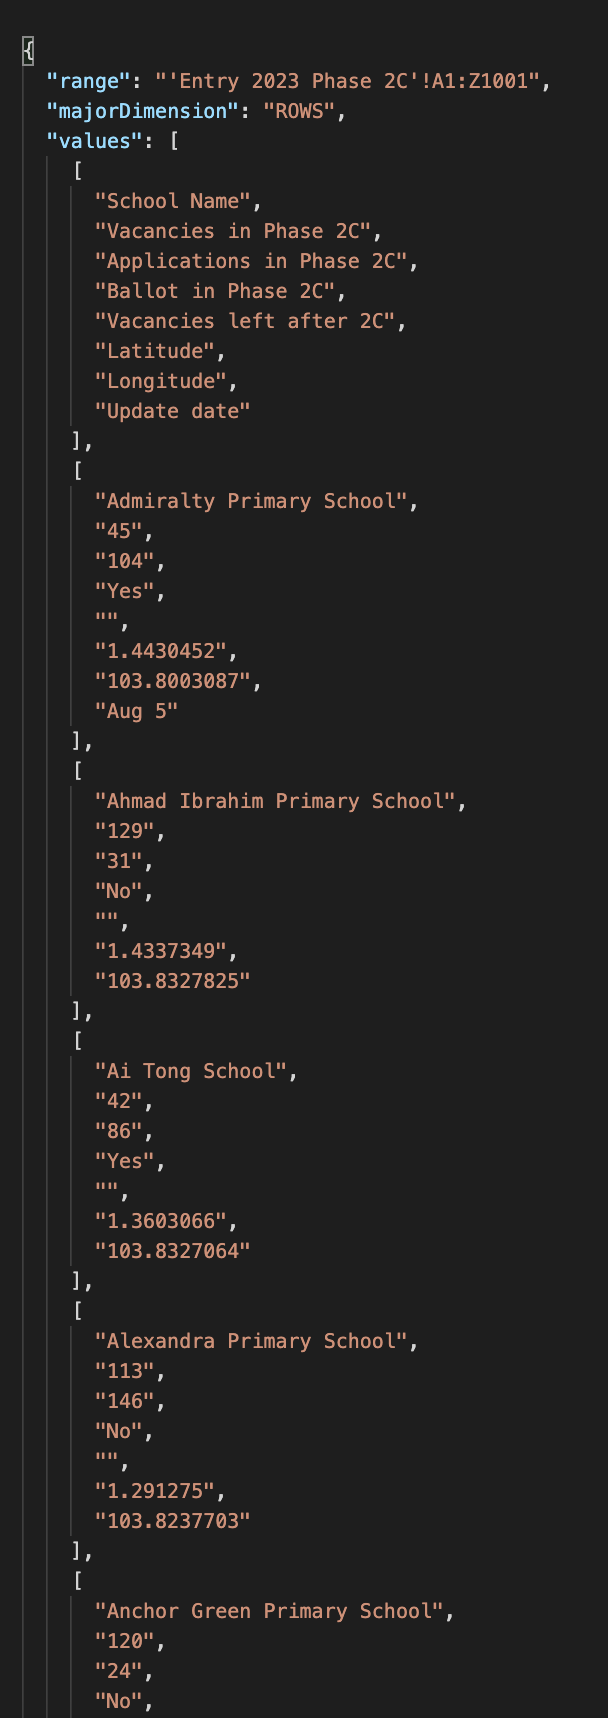 {
"range": "'Entry 2023 Phase 2C'!A1:Z1001",
"majorDimension": "ROWS",
"values": [
[
"School Name",
"Vacancies in Phase 2C",
"Applications in Phase 2C",
"Ballot in Phase 2C",
"Vacancies left after 2C",
"Latitude",
"Longitude",
"Update date"
],
[
"Admiralty Primary School",
"45",
"104",
"Yes",
"",
"1.4430452",
"103.8003087",
"Aug 5"
],
[
"Ahmad Ibrahim Primary School",
"129",
"31",
"No",
"",
"1.4337349",
"103.8327825"
],
[
"Ai Tong School",
"42",
"86",
"Yes",
"",
"1.3603066",
"103.8327064"
],
[
"Alexandra Primary School",
"113",
"146",
"No",
"",
"1.291275",
"103.8237703"
],
[
"Anchor Green Primary School",
"120",
"24",
"No",